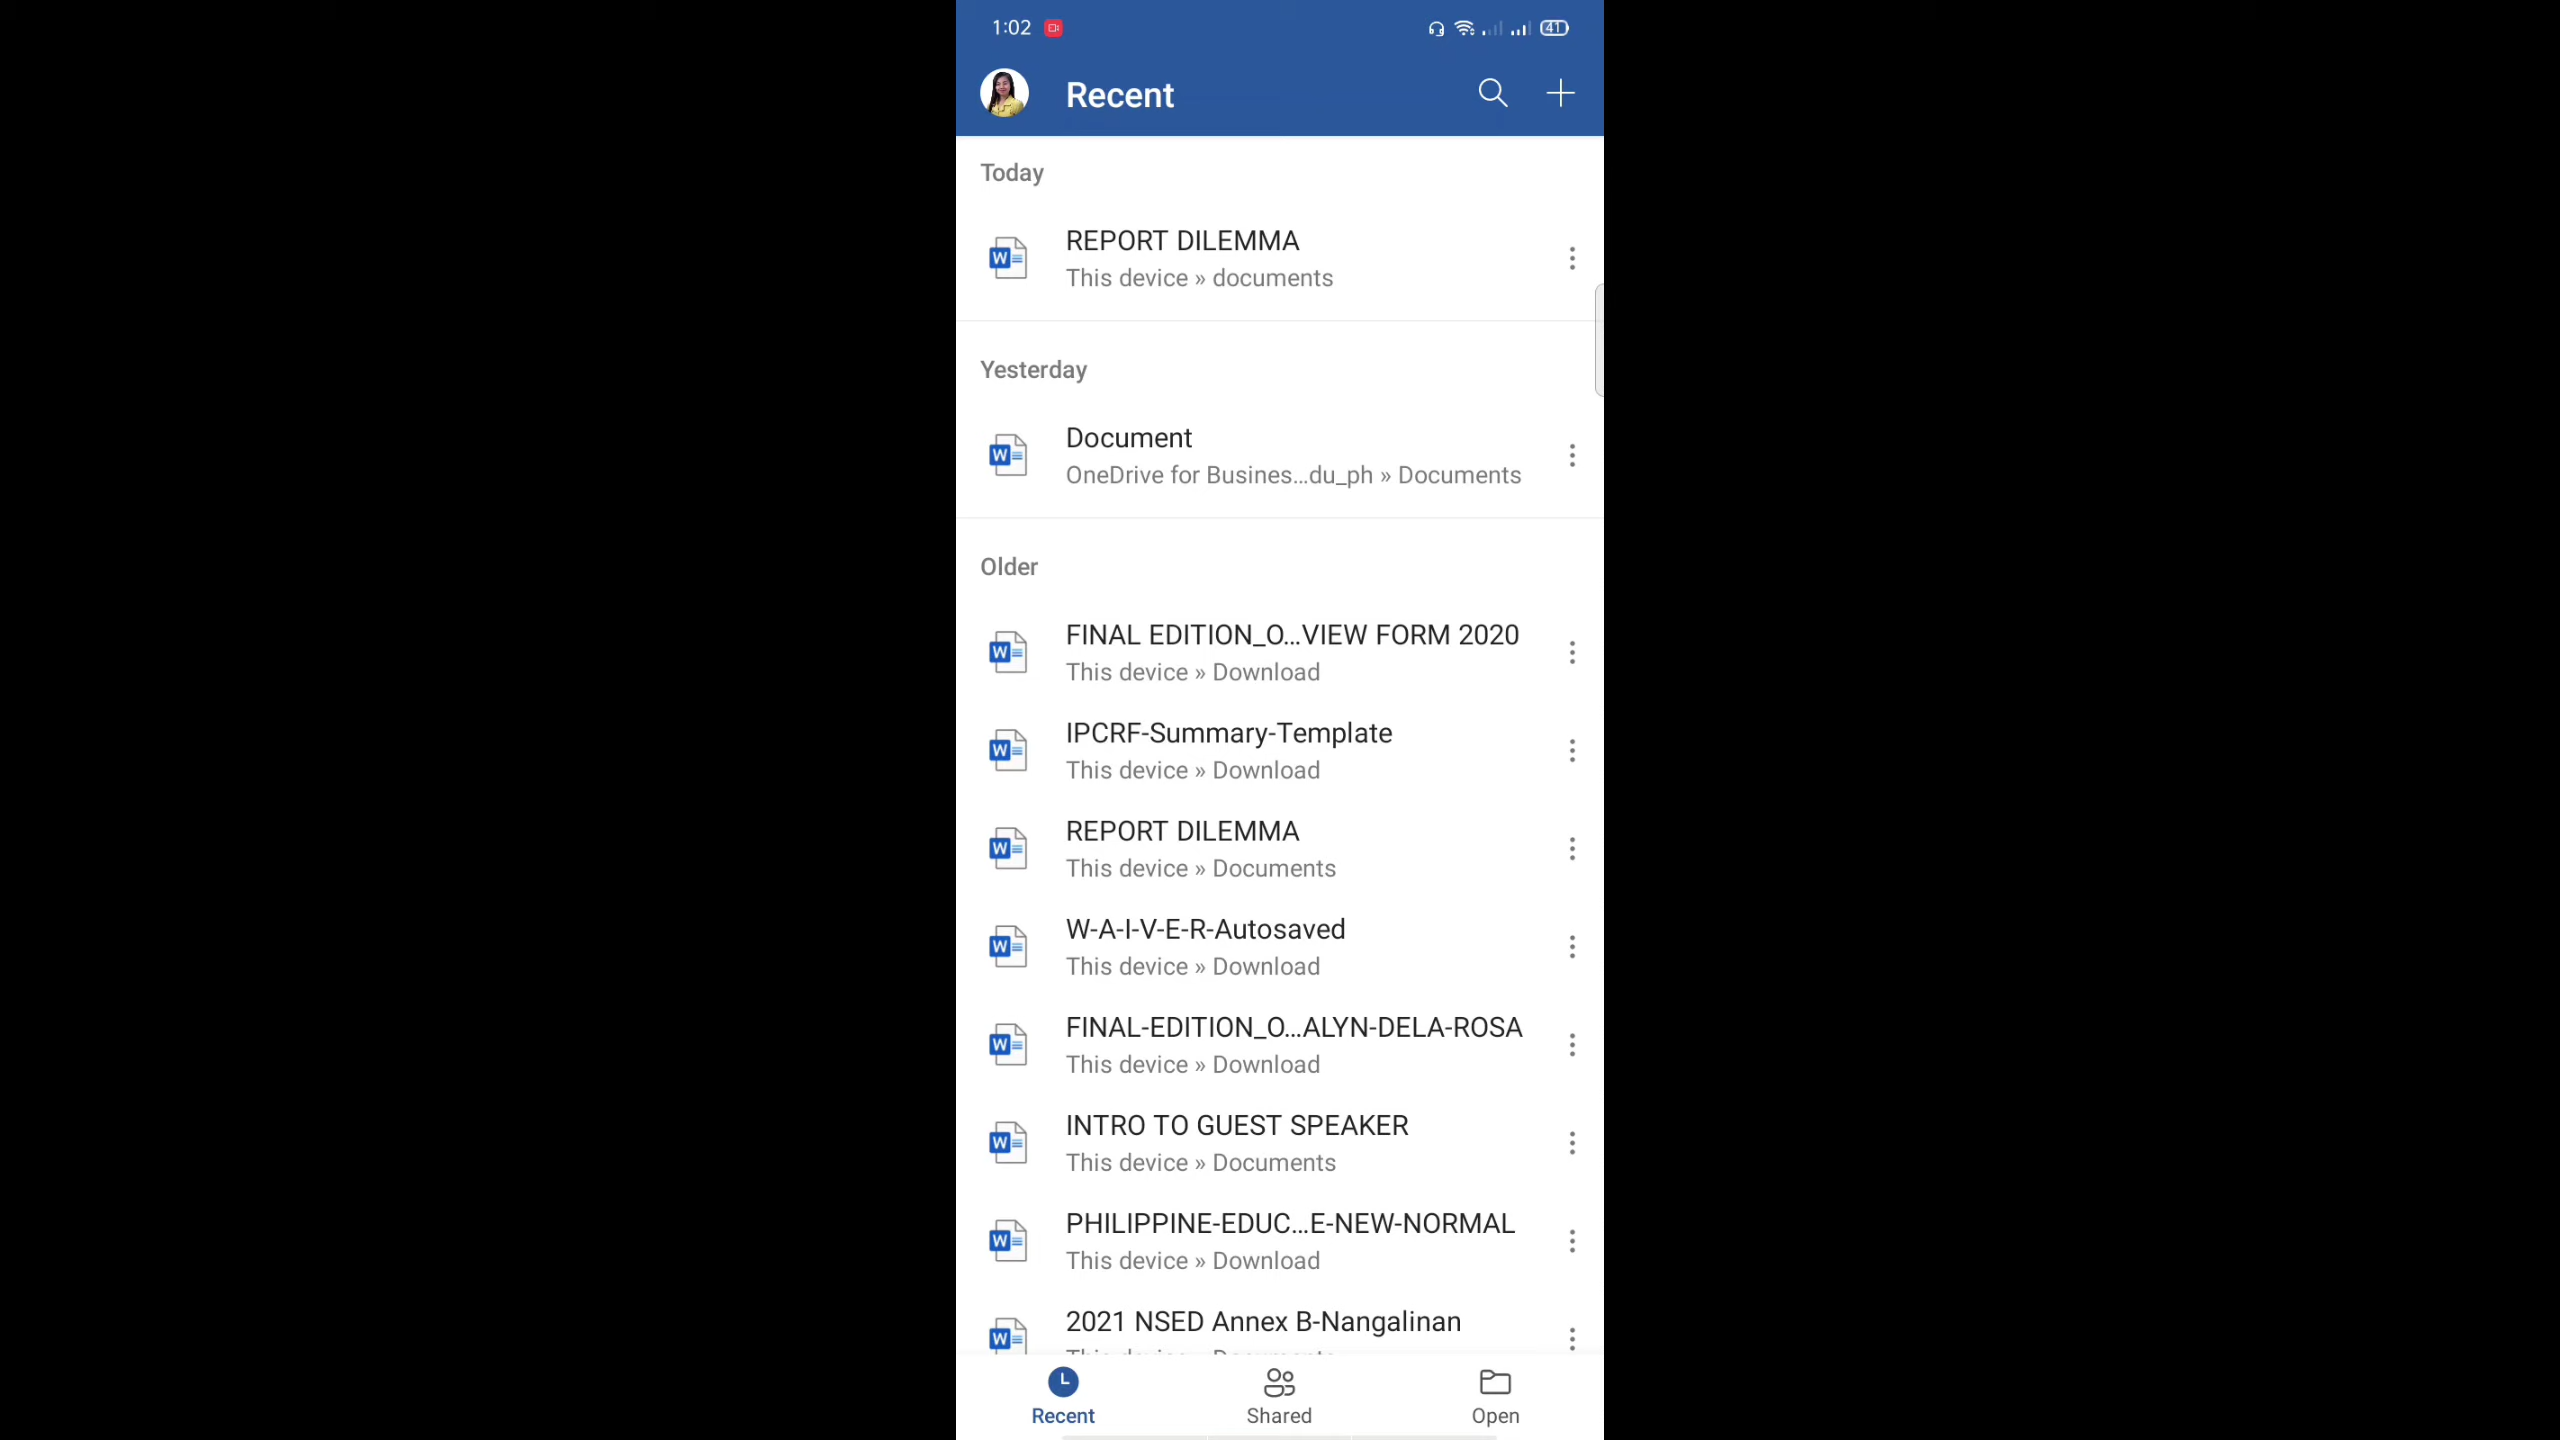 1:02
41
Recent
Today
REPORT DILEMMA
This device » documents
Yesterday
Document
OneDrive for Busines...du_ph » Documents
Older
FINAL EDITION_O...VIEW FORM 2020
This device » Download
IPCRF-Summary-Template
This device » Download
REPORT DILEMMA
This device » Documents
W-A-I-V-E-R-Autosaved
This device » Download
FINAL-EDITION_O...ALYN-DELA-ROSA
This device » Download
INTRO TO GUEST SPEAKER
This device » Documents
PHILIPPINE-EDUC...E-NEW-NORMAL
This device » Download
2021 NSED Annex B-Nangalinan
Recent
Shared
Open